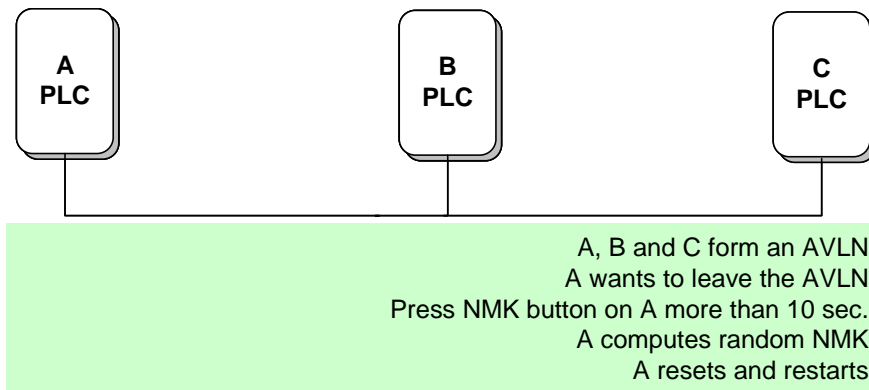 A
PLC
B
PLC
C
PLC
A, B and C form an AVLN
A wants to leave the AVLN
Press NMK button on A more than 10 sec.
A computes random NMK
A resets and restarts